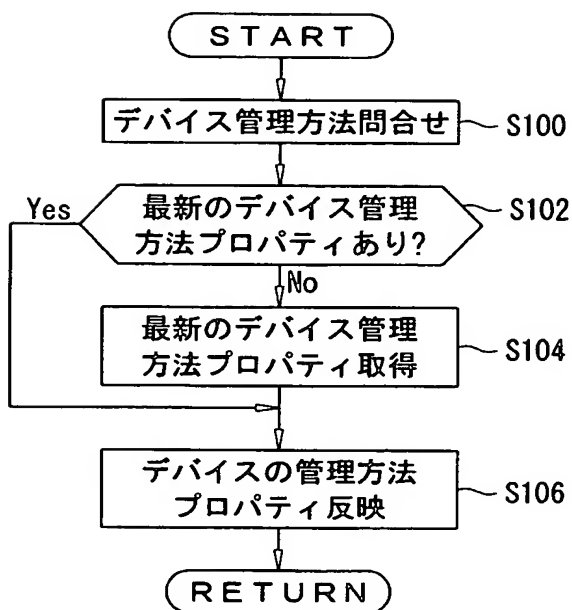 START
デバイス管理方法問合せ
S100
Yes
最新のデバイス管理
方法プロパティあり?
S102
No
最新のデバイス管理
方法プロパティ取得
S104
デバイスの管理方法
プロパティ反映
S106
RETURN